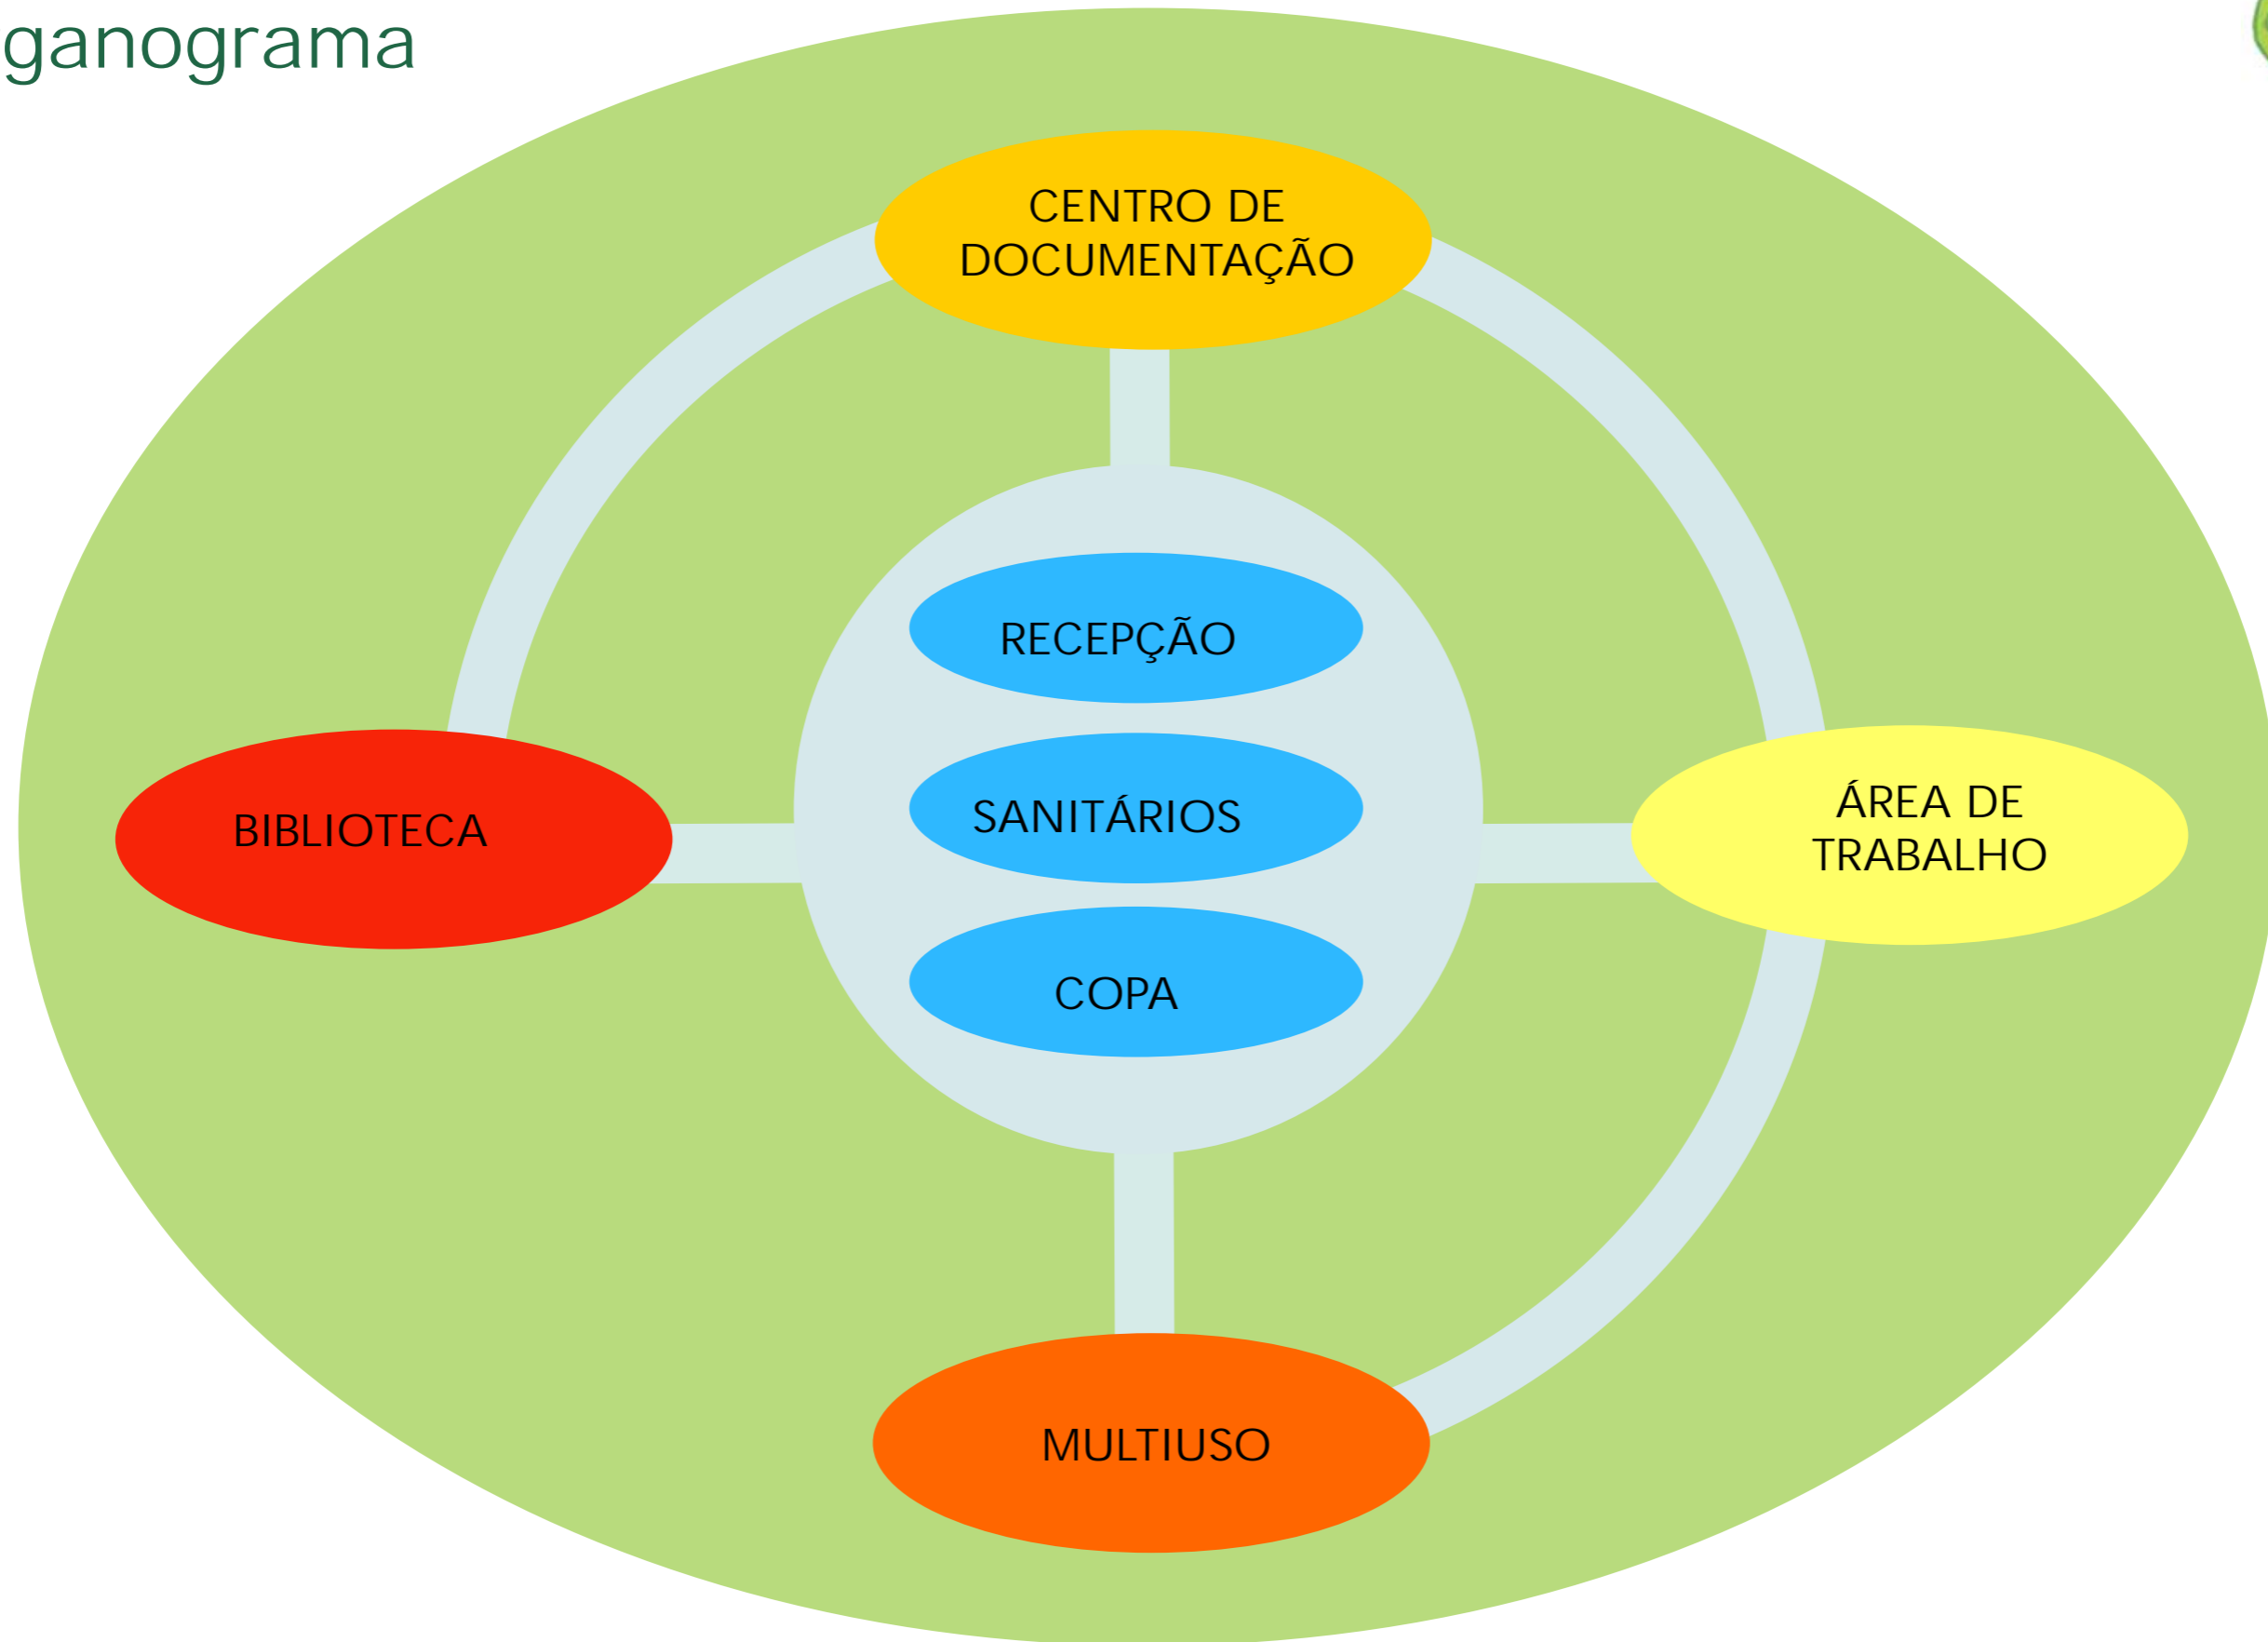 ganograma
CENTRO DE
DOCUMENTAÇÃO
RECEPÇÃO
SANITÁRIOS
COPA
BIBLIOTECA
ÁREA DE
TRABALHO
MULTIUSO